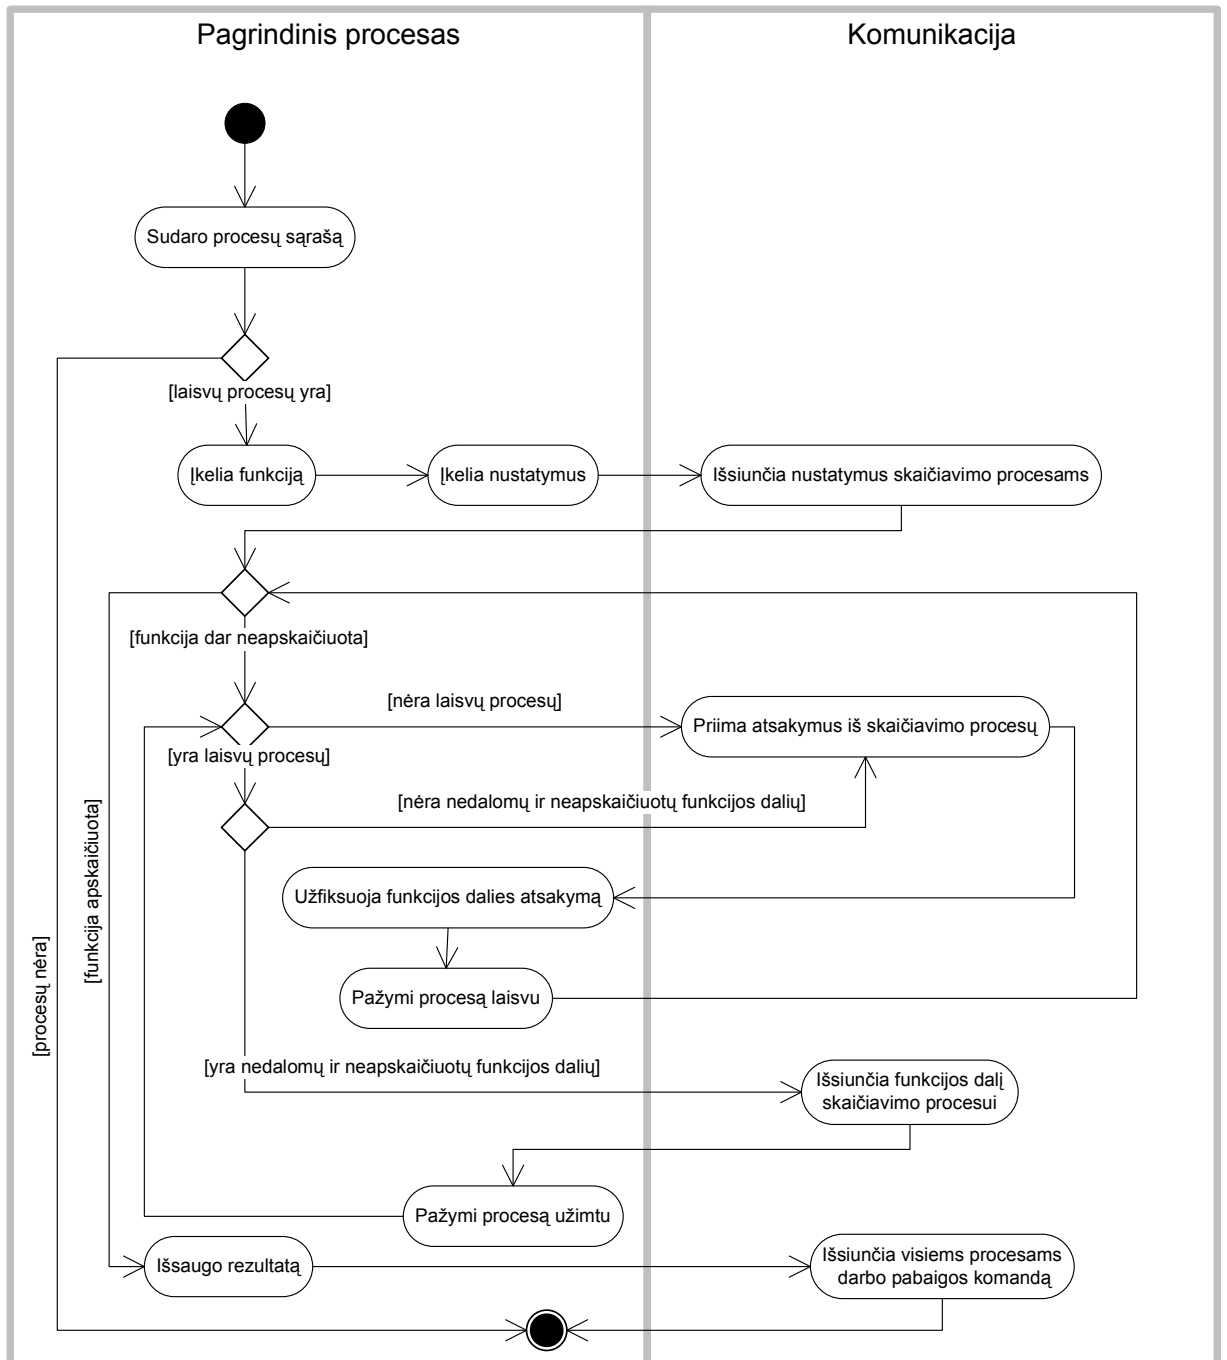 Pagrindinis procesas
Komunikacija
Sudaro procesų sąrašą
[laisvų procesų yra]
Įkelia funkciją
Įkelia nustatymus
Išsiunčia nustatymus skaičiavimo procesams
[funkcija dar neapskaičiuota]
[nėra laisvų procesų]
Priima atsakymus iš skaičiavimo procesų
[yra laisvų procesų]
[nėra nedalomų ir neapskaičiuotų funkcijos dalių]
[funkcija apskaičiuota]
Užfiksuoja funkcijos dalies atsakymą
[procesų nėra]
Pažymi procesą laisvu
[yra nedalomų ir neapskaičiuotų funkcijos dalių]
Išsiunčia funkcijos dalį
skaičiavimo procesui
Pažymi procesą užimtu
Išsaugo rezultatą
Išsiunčia visiems procesams
darbo pabaigos komandą